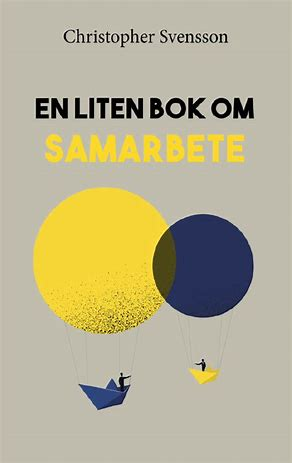 Christopher Svensson
EN LITEN BOK OM
SAMARBETE